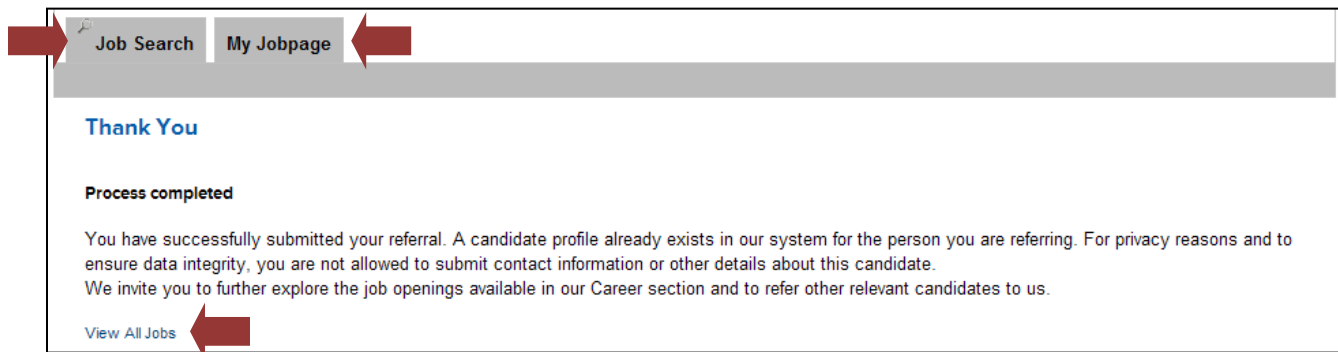 Job Search My Jobpage
Thank You
Process completed
You have successfully submitted your referral. A candidate profile already exists in our system for the person you are referring. For privacy reasons and to
ensure data integrity, you are not allowed to submit contact information or other details about this candidate.
We invite you to further explore the job openings available in our Career section and to refer other relevant candidates to us.
View All Jobs